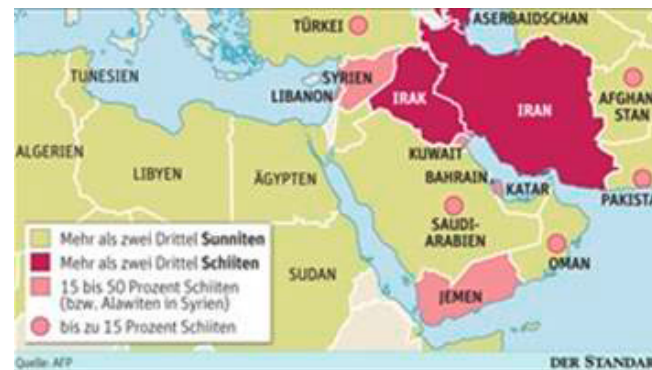 TÜRKEI
ASERBAIDSCHAN
TUNESIEN
SYRIEN
LIBANON
IRAK
IRAN
AFGHAN
STAN
ALGERIEN
LIBYEN
ÄGYPTEN
KUWAIT
BAHRAIN
KATAR
PAKISTA
SAUDI-
ARABIEN
OMAN
SUDAN
JEMEN
Mehr als zwei Drittel Sunniten
Mehr als zwei Drittel Schiiten
15 bis 50 Prozent Schiiten
(bzw. Alawiten in Syrien)
bis zu 15 Prozent Schiiten
Quelle: AFP
DER STANDAR